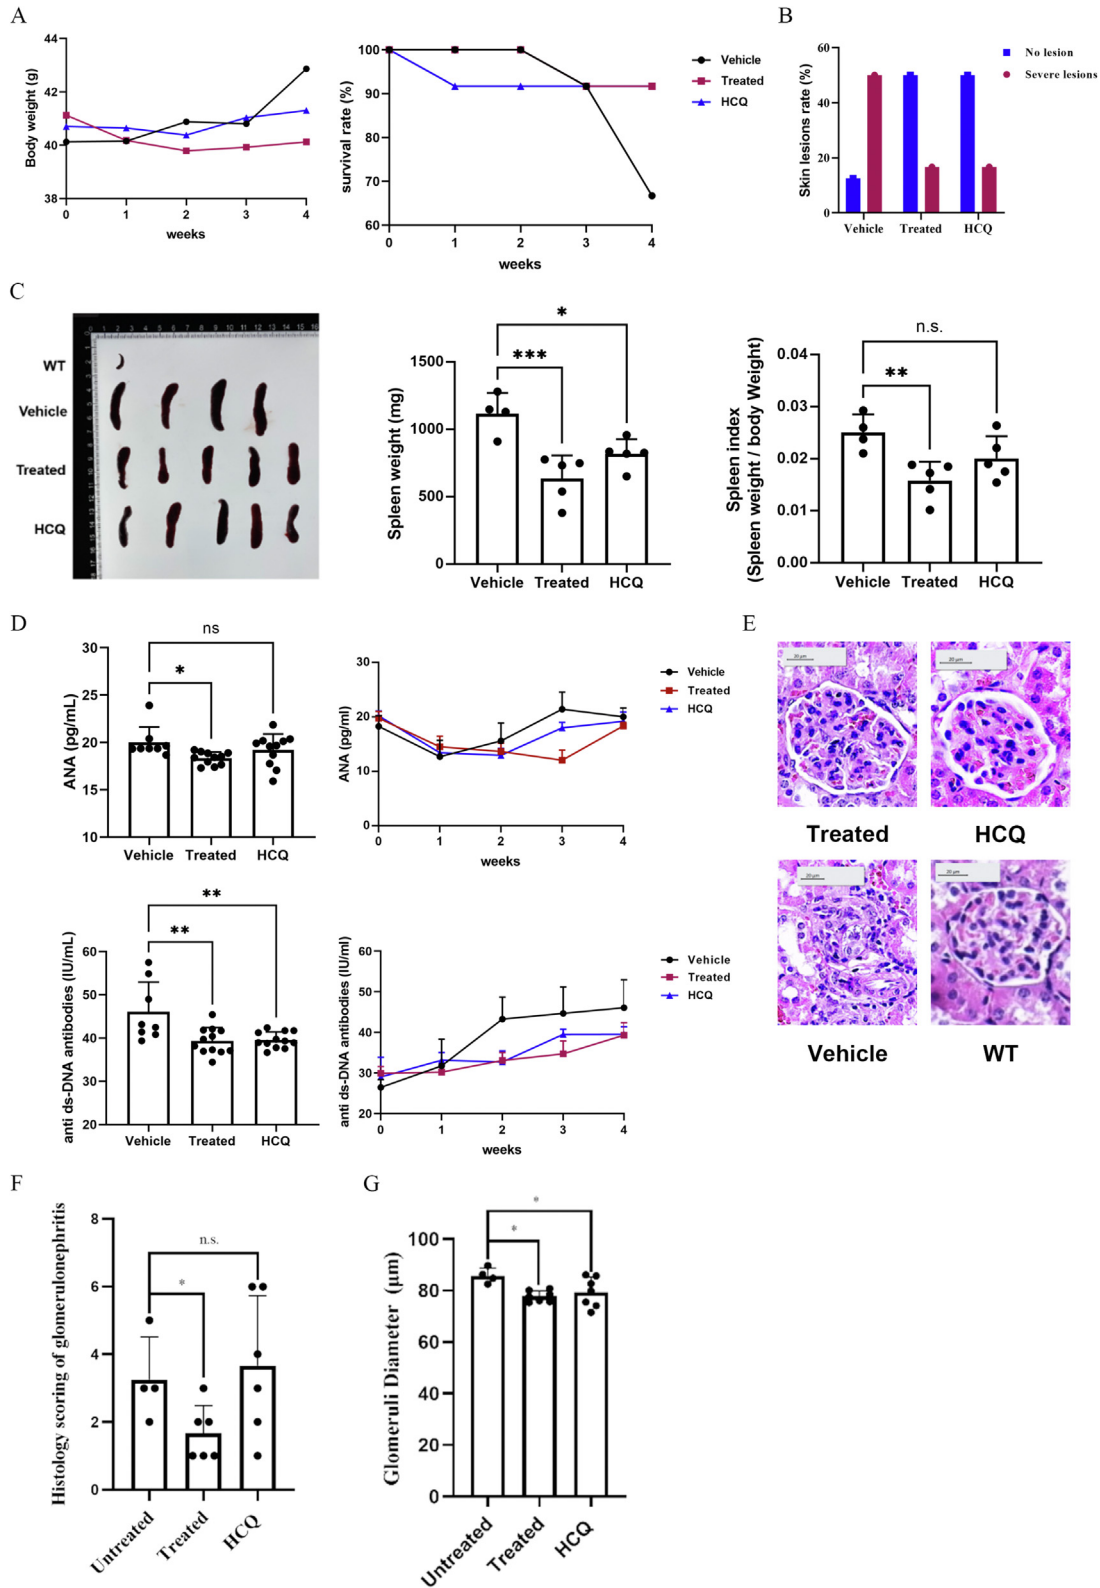 A
44
42
40
38
Body weight (g)
0 1 2 3 4
weeks
100
90
80
70
60
survival rate (%)
0 1 2 3 4
weeks
Vehicle
Treated
HCQ
B
60
40
20
0
Skin lesions rate (%)
Vehicle Treated HCQ
No lesion
Severe lesions
C
WT
Vehicle
Treated
HCQ
1500
1000
500
0
Spleen weight (mg)
*
***
Vehicle Treated HCQ
0.04
0.03
0.02
0.01
0.00
Spleen index
(Spleen weight / body Weight)
n.s.
**
Vehicle Treated HCQ
D
30
25
20
15
10
ANA (pg/mL)
ns
*
Vehicle Treated HCQ
30
20
10
0
ANA (pg/ml)
0 1 2 3 4
weeks
Vehicle
Treated
HCQ
60
50
40
30
20
anti ds-DNA antibodies (IU/mL)
**
**
Vehicle Treated HCQ
60
50
40
30
20
anti ds-DNA antibodies (IU/ml)
0 1 2 3 4
weeks
Vehicle
Treated
HCQ
E
20 μm
20 μm
Treated HCQ
20 μm
20 μm
Vehicle WT
F
8
6
4
2
0
Histology scoring of glomerulonephritis
n.s.
*
Untreated Treated HCQ
G
100
80
60
40
20
0
Glomeruli Diameter (μm)
*
*
Untreated Treated HCQ